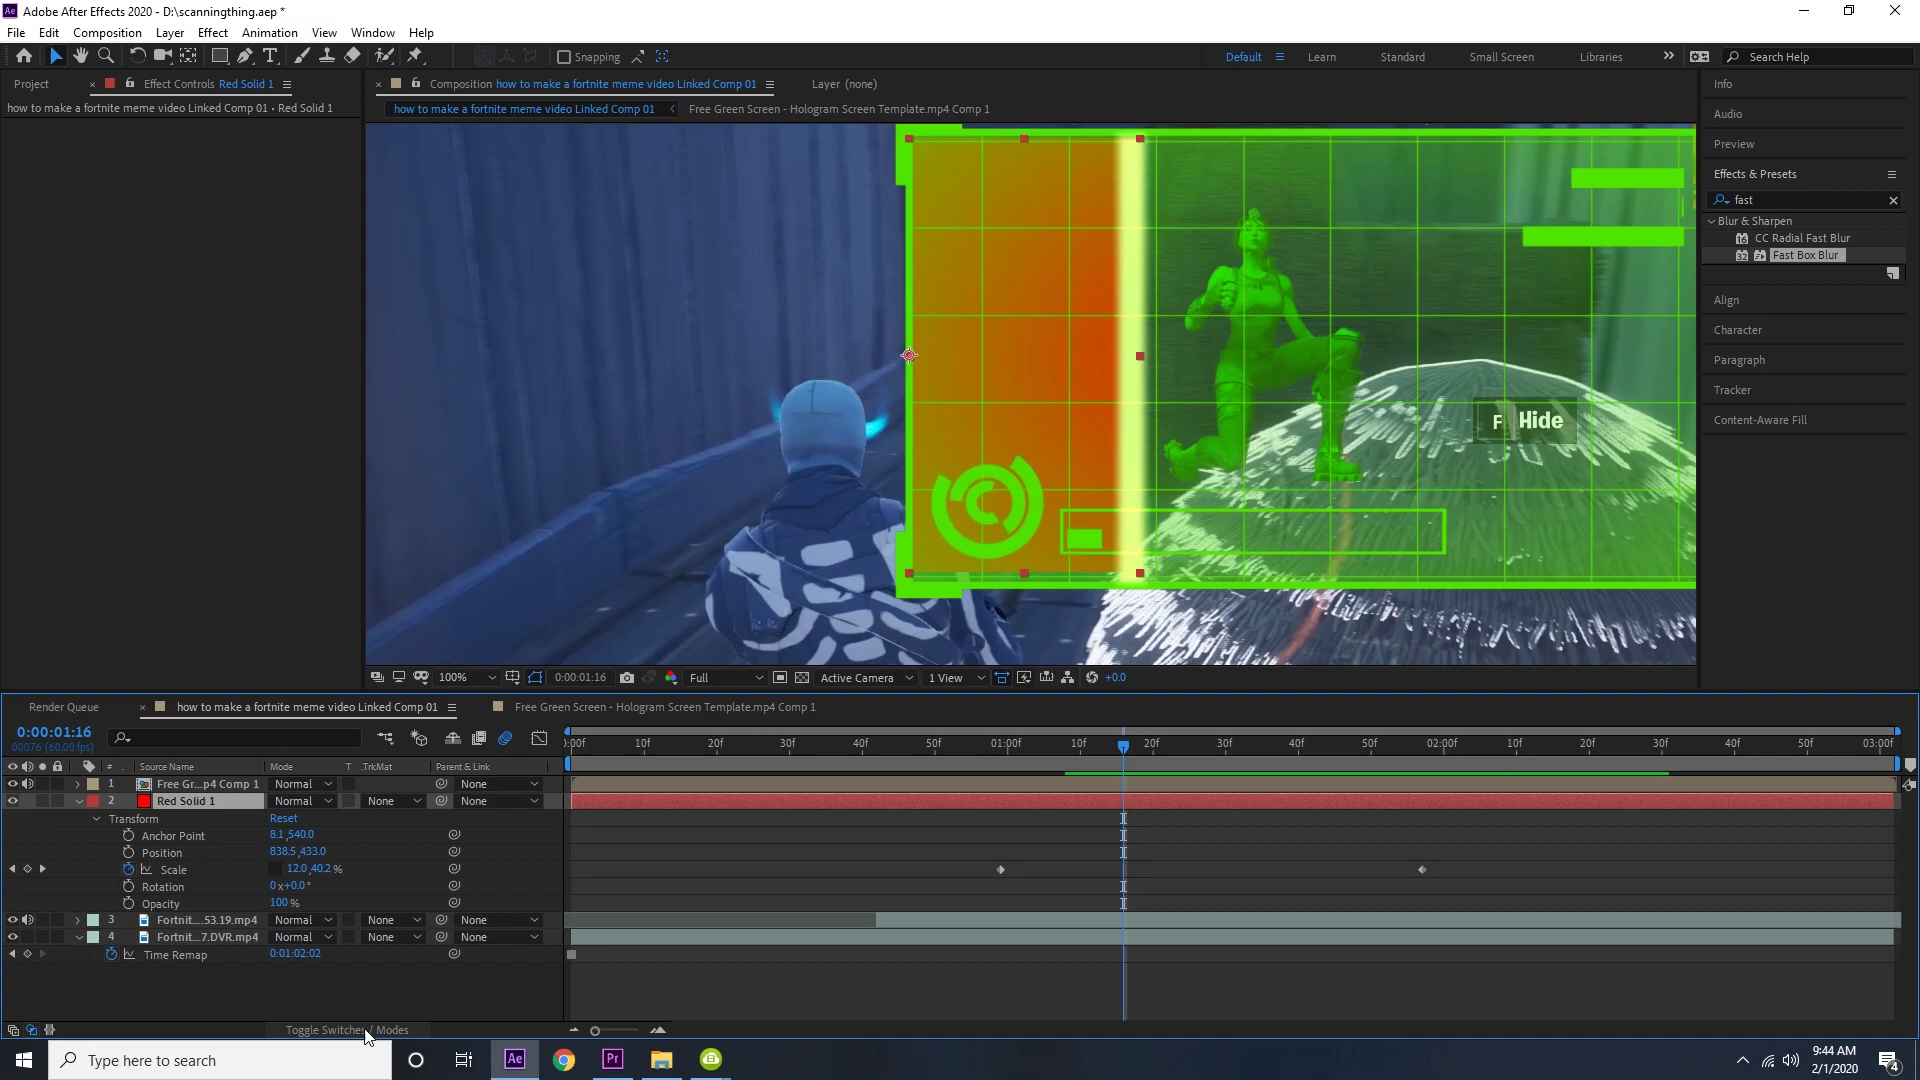 Adobe After Effects 2020 - D:\scanningthing.aep *
File Edit Composition Layer Effect Animation View Window Help
Snapping
Default Learn Standard Small Screen Libraries Search Help
Project
Effect Controls Red Solid 1
Composition how to make a fortnite meme video Linked Comp 01
Layer (none)
how to make a fortnite meme video Linked Comp 01 • Red Solid 1
how to make a fortnite meme video Linked Comp 01
Free Green Screen - Hologram Screen Template.mp4 Comp 1
F Hide
Info
Audio
Preview
Effects & Presets
fast
Blur & Sharpen
16 CC Radial Fast Blur
32 Fast Box Blur
Align
Character
Paragraph
Tracker
Content-Aware Fill
100% 0:00:01:16 Full Active Camera 1 View +0.0
Render Queue
how to make a fortnite meme video Linked Comp 01
Free Green Screen - Hologram Screen Template.mp4 Comp 1
0:00:01:16
00076 (60.00 fps)
:00f 10f 20f 30f 40f 50f 01:00f 10f 20f 30f 40f 50f 02:00f 10f 20f 30f 40f 50f 03:00f
# Source Name Mode T .TrkMat Parent & Link
1 Free Gr...p4 Comp 1 Normal None
2 Red Solid 1 Normal None None
Transform Reset
Anchor Point 8.1,540.0
Position 838.5,433.0
Scale 12.0,40.2%
Rotation 0x+0.0°
Opacity 100%
3 Fortnit....53.19.mp4 Normal None None
4 Fortnit...7.DVR.mp4 Normal None None
Time Remap 0:01:02:02
Toggle Switches / Modes
Type here to search
Ae
Pr
9:44 AM
2/1/2020
4